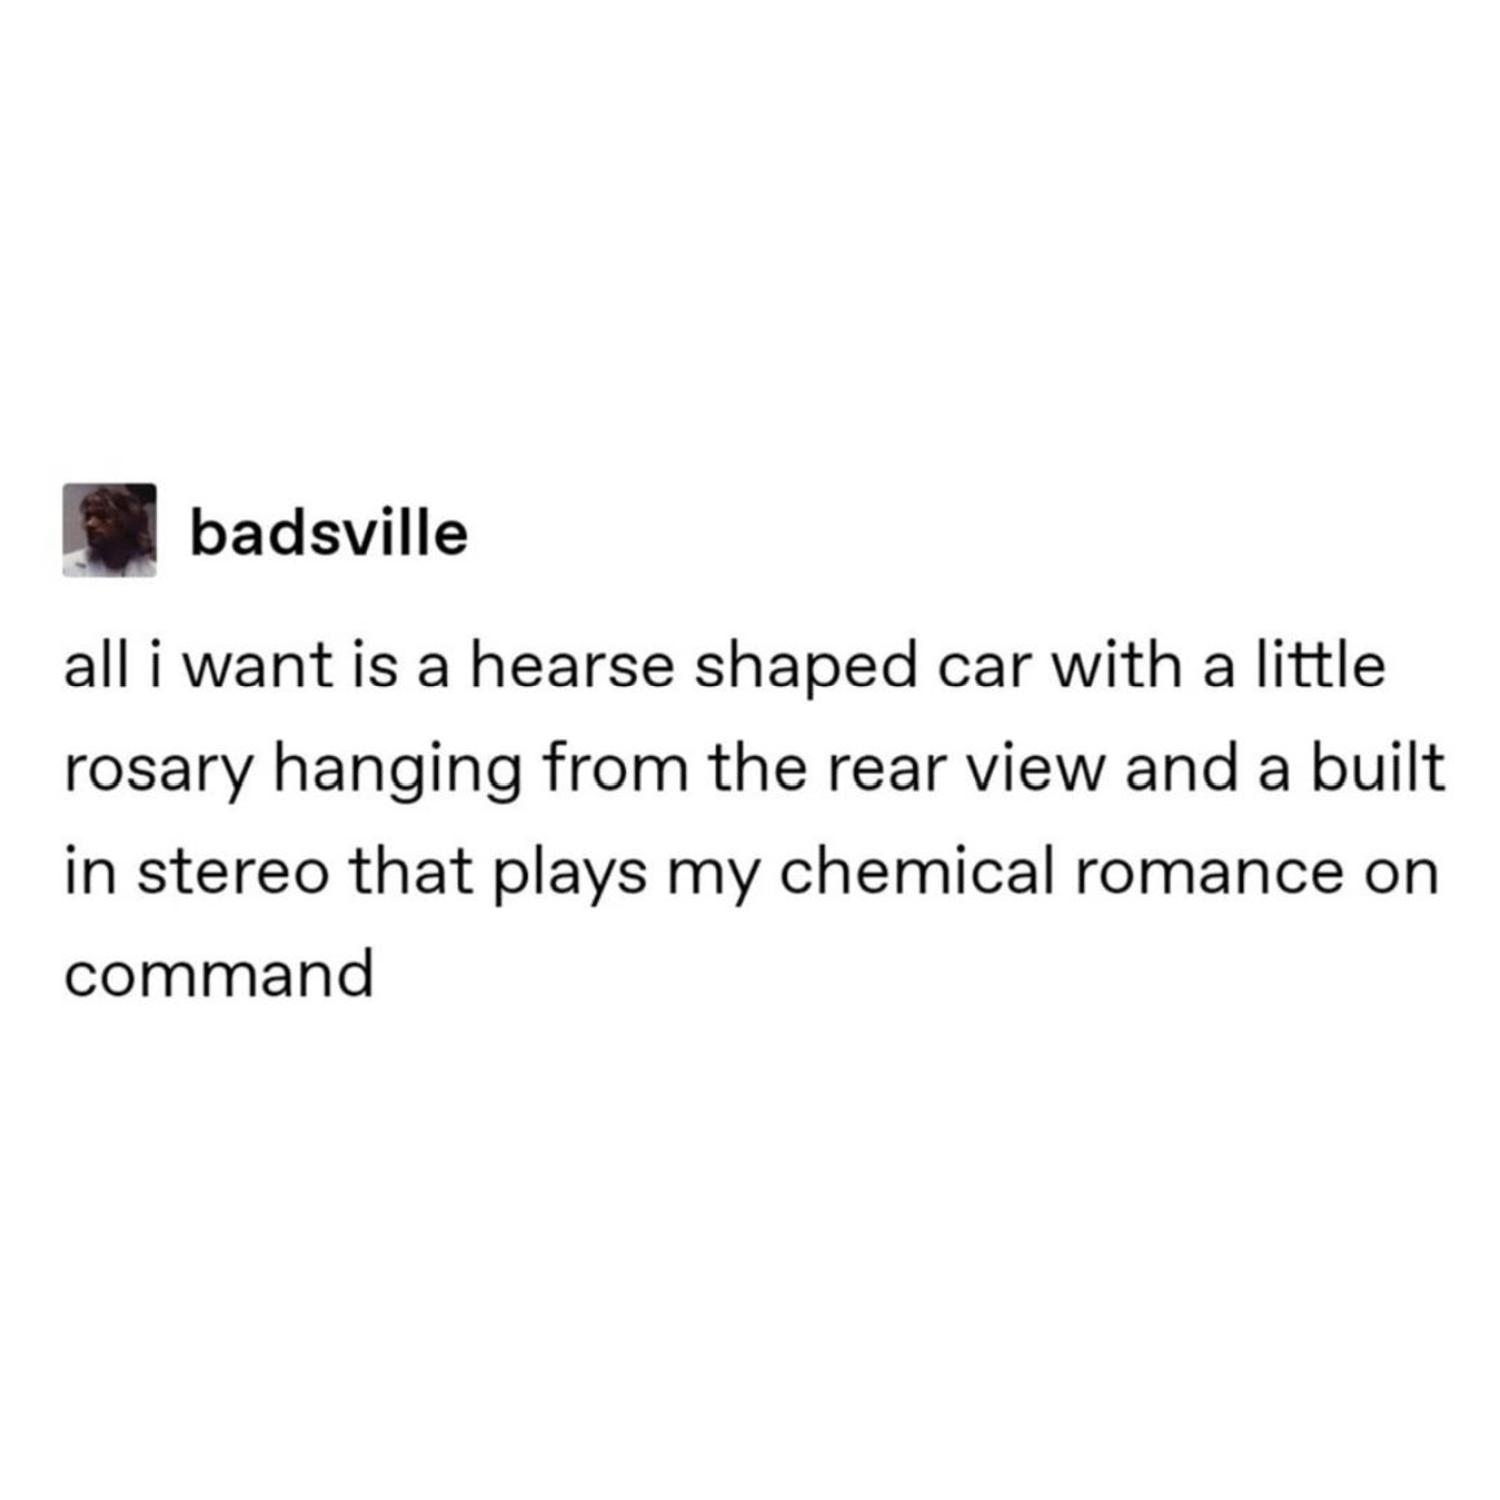 badsville
all i want is a hearse shaped car with a little
rosary hanging from the rear view and a built
in stereo that plays my chemical romance on
command